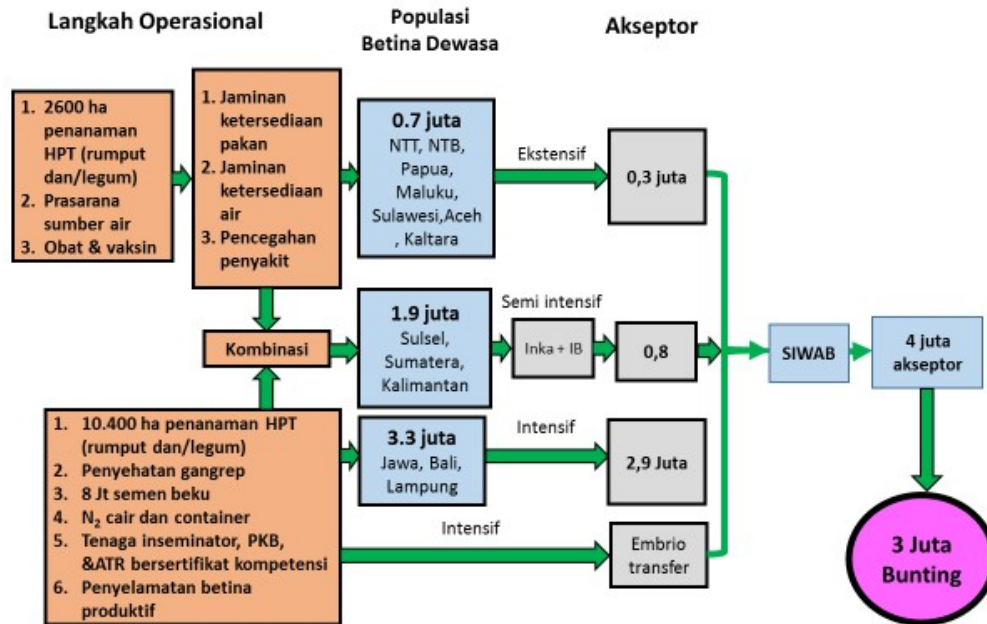 Langkah Operasional
Populasi
Betina Dewasa
Akseptor
1. 2600 ha
penanaman
HPT (rumput
dan/legum)
2. Prasarana
sumber air
3. Obat & vaksin
1. Jaminan
ketersediaan
pakan
2. Jaminan
ketersediaan
air
3. Pencegahan
penyakit
0.7 juta
NTT, NTB,
Papua,
Maluku,
Sulawesi,Aceh
, Kaltara
Ekstensif
0,3 juta
Kombinasi
1.9 juta
Sulsel,
Sumatera,
Kalimantan
Semi intensif
Inka + IB
0,8
SIWAB
4 juta
akseptor
1. 10.400 ha penanaman HPT
(rumput dan/legum)
2. Penyehatan gangrep
3. 8 Jt semen beku
4. N₂ cair dan container
5. Tenaga inseminator, PKB,
&ATR bersertifikat kompetensi
6. Penyelamatan betina
produktif
3.3 juta
Jawa, Bali,
Lampung
Intensif
2,9 Juta
Intensif
Embrio
transfer
3 Juta
Bunting